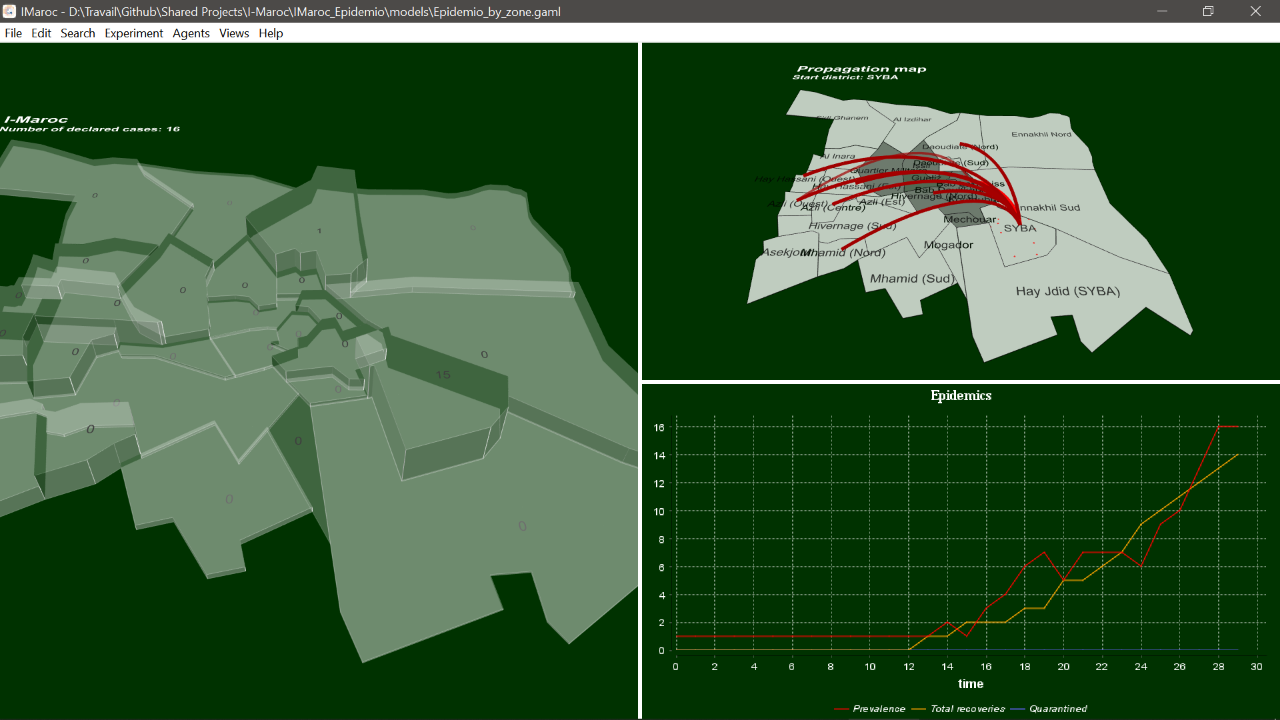 IMaroc - D:\Travail\Github\Shared Projects\I-Maroc\IMaroc_Epidemio\models\Epidemio_by_zone.gaml
File Edit Search Experiment Agents Views Help
I-Maroc
Number of declared cases: 16
0
0
1
0
0
0
0
0
0
0
0
0
0
0
0
15
0
0
0
0
0
0
Propagation map
Start district: SYBA
Sidi Ghanem
Al Izdihar
Ennakhil Nord
Daoudiate (Nord)
Al Inara
Daoudiate (Sud)
Quartier
Hay Hassani (Ouest)
Hay Hassani (Est)
Azli (Ouest)
Azli (Centre)
Azli (Est)
Hivernage (Nord)
Ennakhil Sud
Mechouar
SYBA
Hivernage (Sud)
Mogador
Asekjour
Mhamid (Nord)
Mhamid (Sud)
Hay Jdid (SYBA)
Epidemics
16
14
12
10
8
6
4
2
0
0 2 4 6 8 10 12 14 16 18 20 22 24 26 28 30
time
Prevalence Total recoveries Quarantined